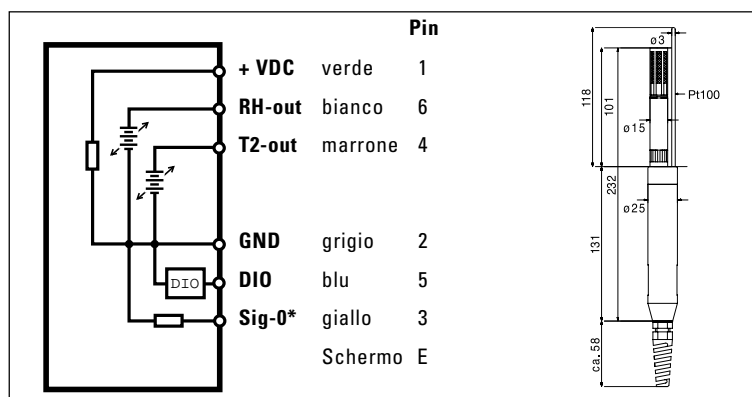 Pin
+ VDC verde 1
RH-out bianco 6
T2-out marrone 4
GND grigio 2
DIO DIO blu 5
Sig-0* giallo 3
Schermo E
ø3
Pt100
118
101
ø15
232
ø25
131
ca.58